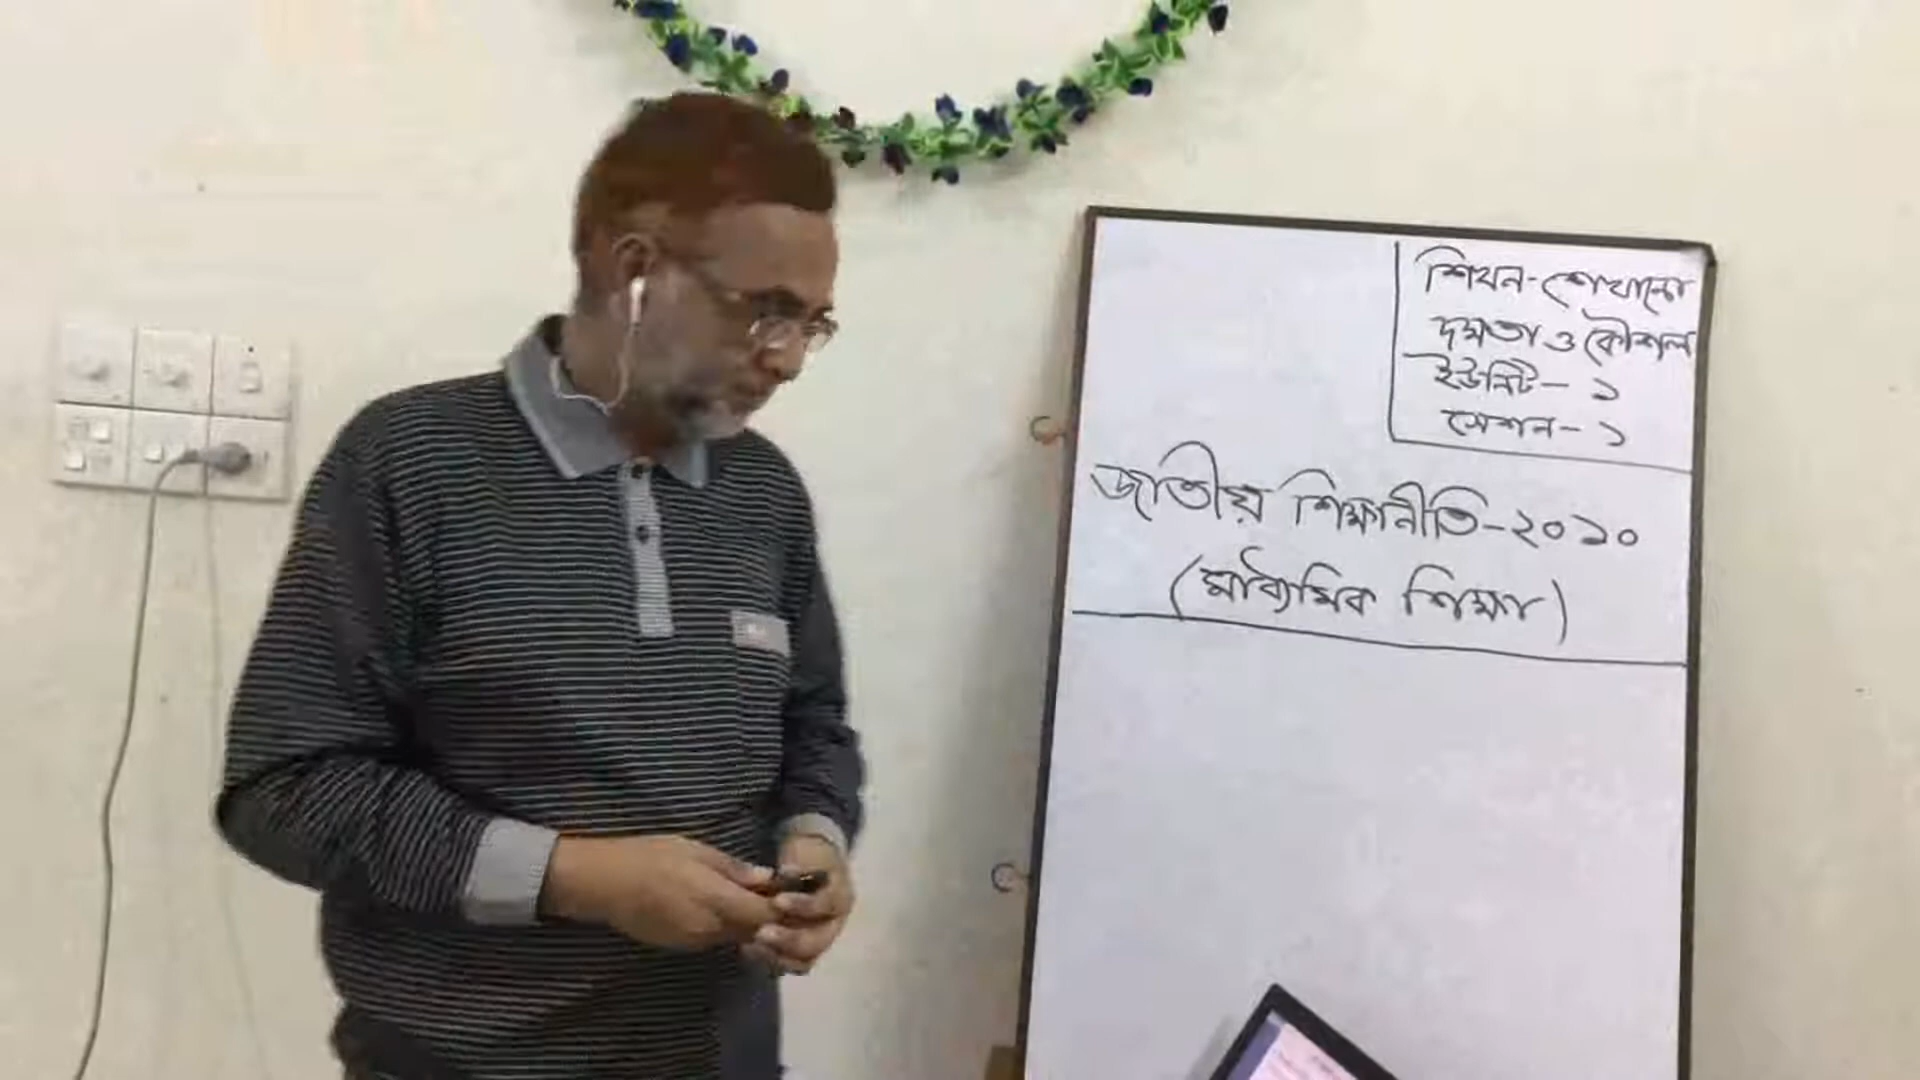 শিখন-শেখানো
দক্ষতা ও কৌশল
ইউনিট - ১
সেশন - ১
জাতীয় শিক্ষানীতি-২০১০
(মাধ্যমিক শিক্ষা)